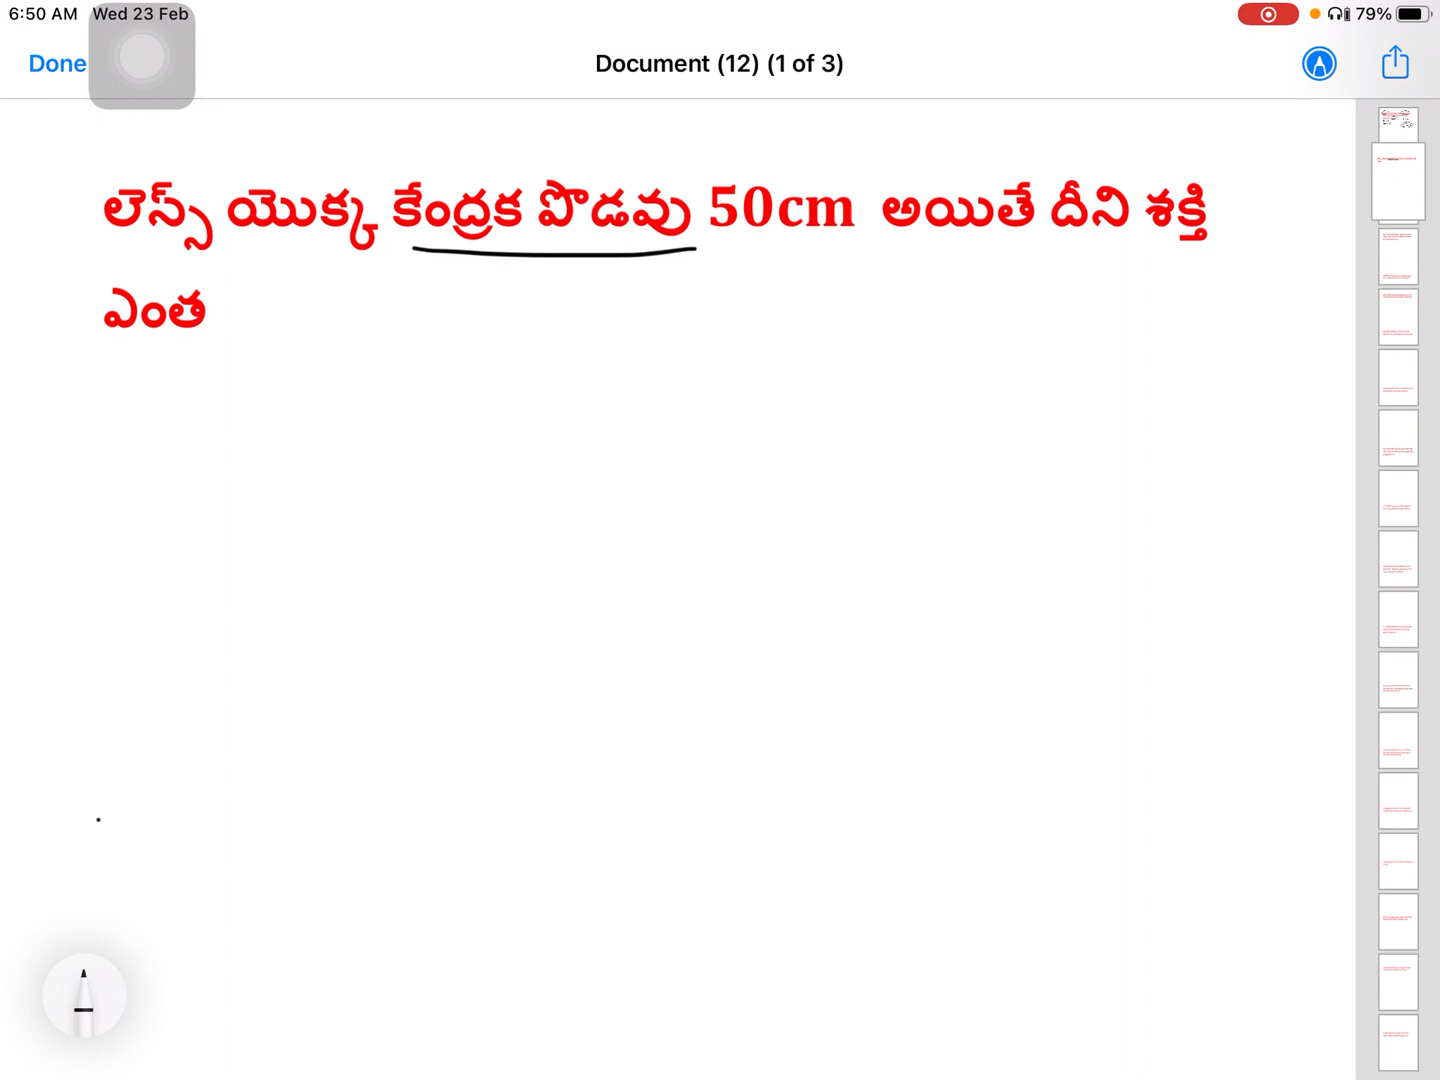 6:50 AM Wed 23 Feb 79%
Done Document (12) (1 of 3)
లెన్స్ యొక్క కేంద్రక పొడవు 50cm అయితే దీని శక్తి
ఎంత